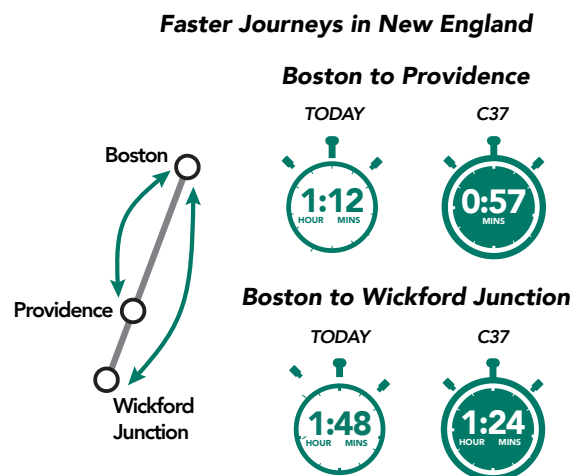 Faster Journeys in New England
Boston to Providence
TODAY
C37
1:12
HOUR MINS
0:57
MINS
Boston
Providence
Wickford
Junction
Boston to Wickford Junction
TODAY
C37
1:48
HOUR MINS
1:24
HOUR MINS